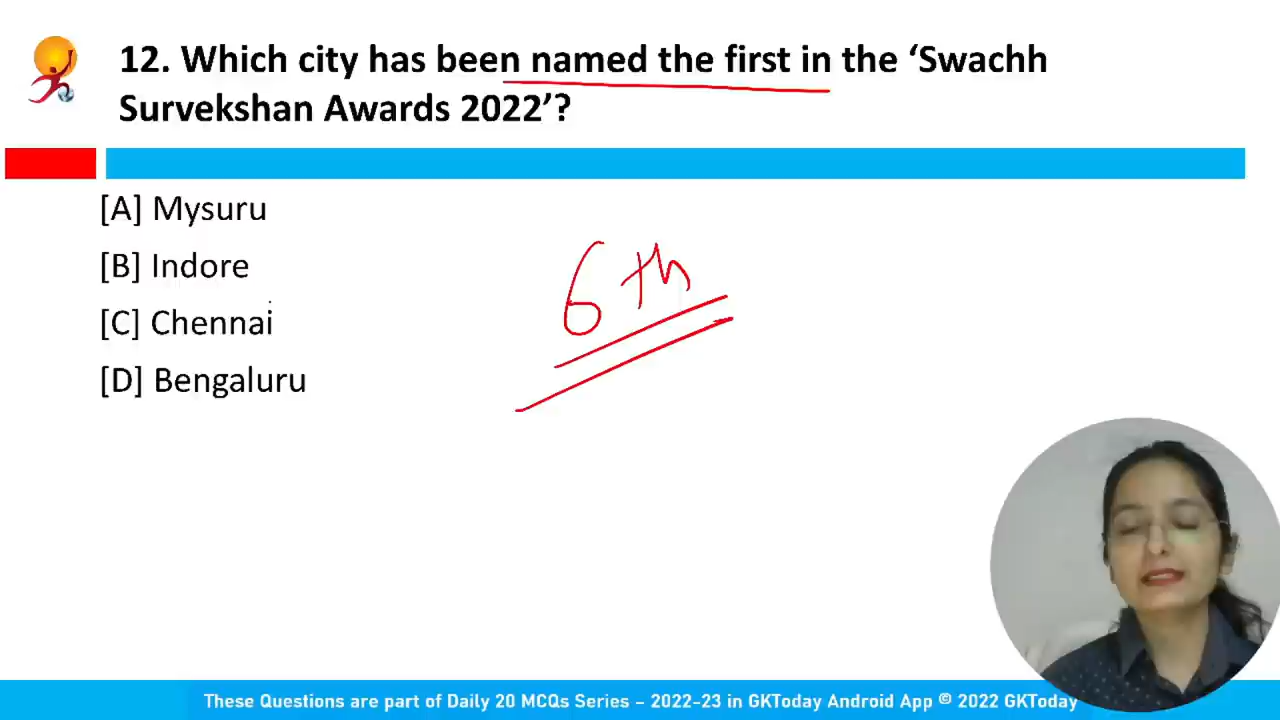 12. Which city has been named the first in the ‘Swachh
Survekshan Awards 2022’?
[A] Mysuru
[B] Indore
[C] Chennai
[D] Bengaluru
6th
These Questions are part of Daily 20 MCQs Series – 2022-23 in GKToday Android App © 2022 GKToday